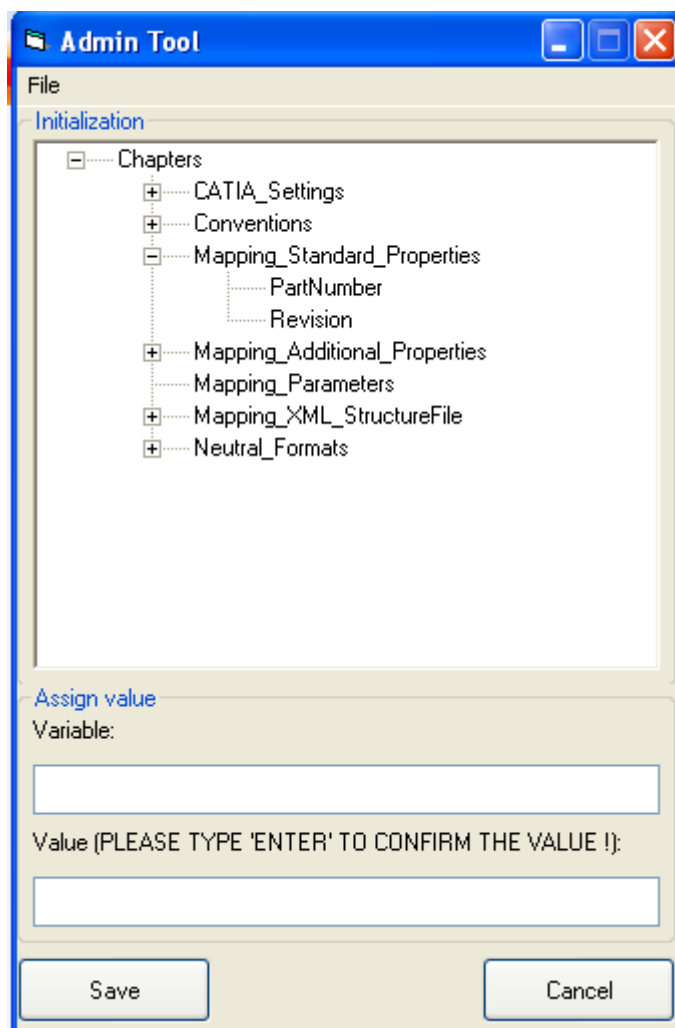 Admin Tool
File
Initialization
Chapters
CATIA_Settings
Conventions
Mapping_Standard_Properties
PartNumber
Revision
Mapping_Additional_Properties
Mapping_Parameters
Mapping_XML_StructureFile
Neutral_Formats
Assign value
Variable:
Value (PLEASE TYPE 'ENTER' TO CONFIRM THE VALUE !):
Save Cancel